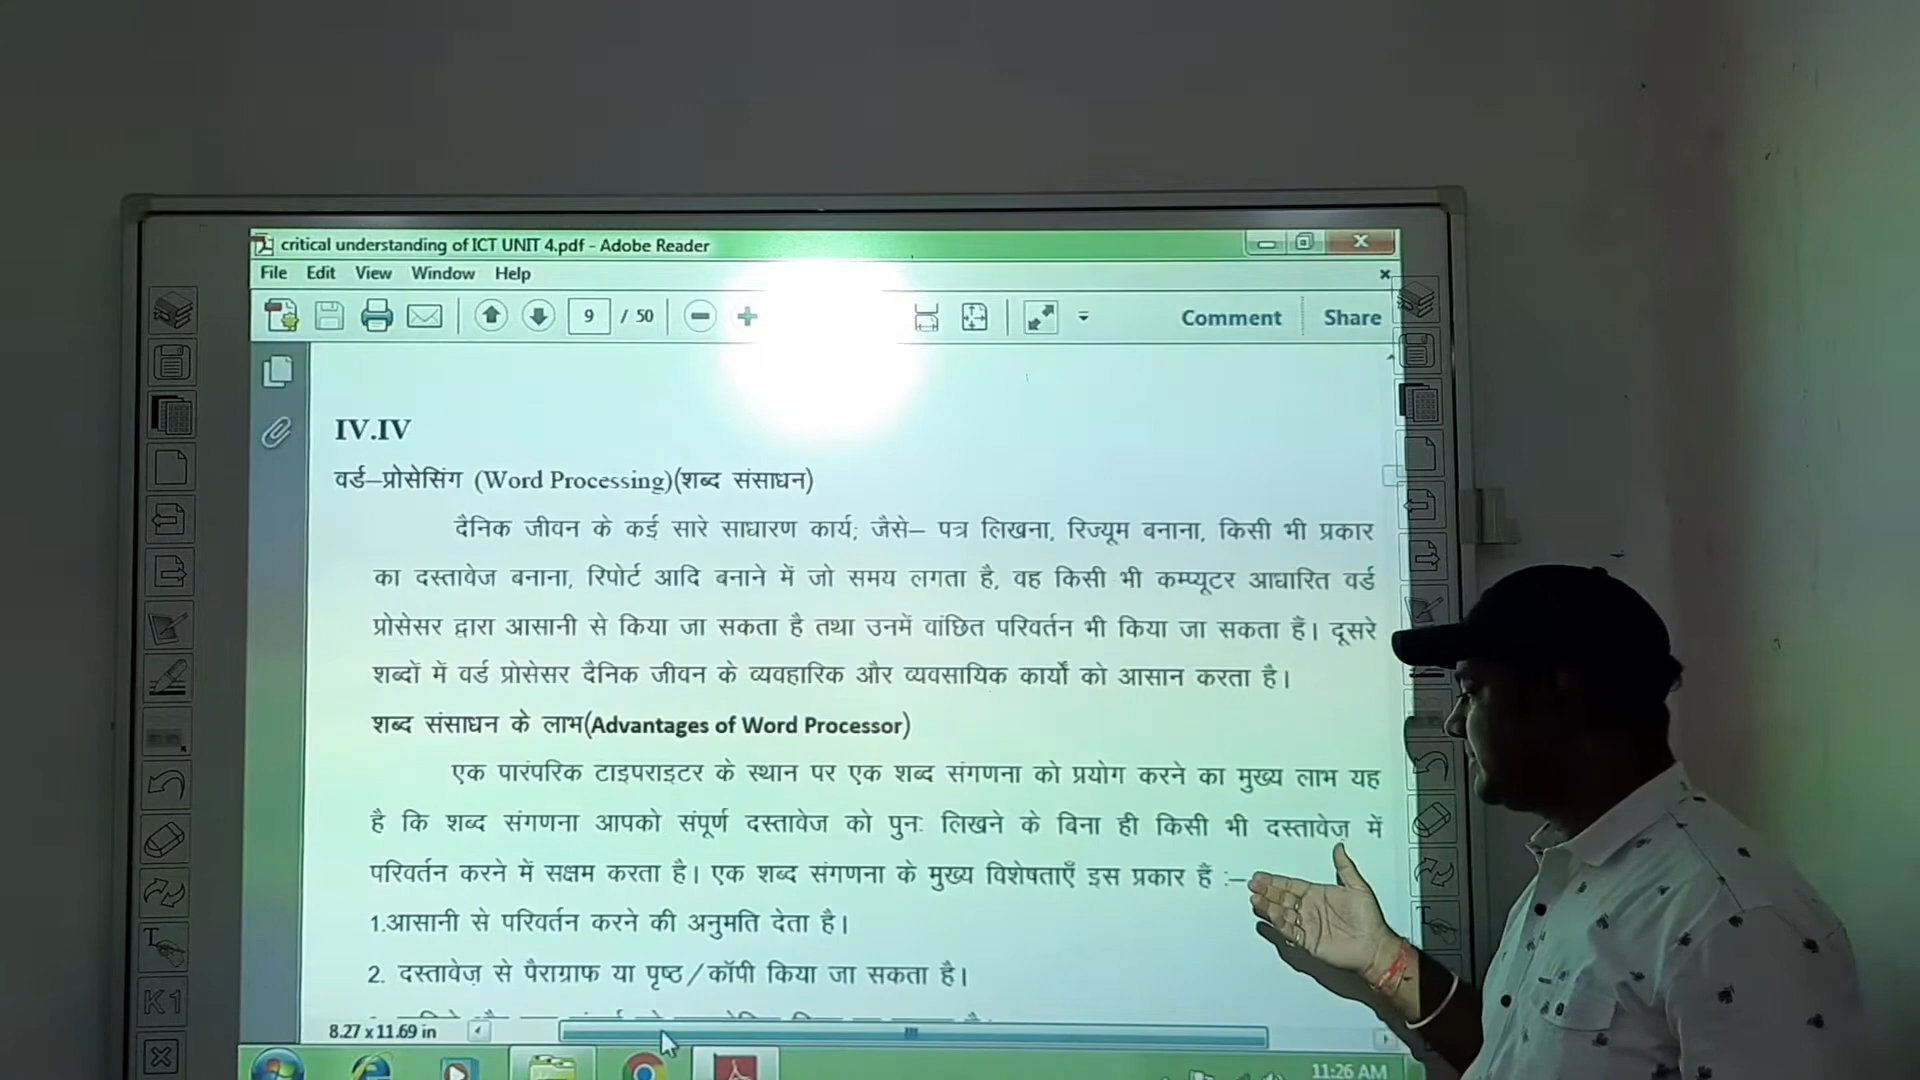 critical understanding of ICT UNIT 4.pdf - Adobe Reader
File Edit View Window Help
9 / 50 Comment Share
IV.IV
वर्ड–प्रोसेसिंग (Word Processing)(शब्द संसाधन)
दैनिक जीवन के कई सारे साधारण कार्य; जैसे– पत्र लिखना, रिज्यूम बनाना, किसी भी प्रकार
का दस्तावेज बनाना, रिपोर्ट आदि बनाने में जो समय लगता है, वह किसी भी कम्प्यूटर आधारित वर्ड
प्रोसेसर द्वारा आसानी से किया जा सकता है तथा उनमें वांछित परिवर्तन भी किया जा सकता हैं। दूसरे
शब्दों में वर्ड प्रोसेसर दैनिक जीवन के व्यवहारिक और व्यवसायिक कार्यों को आसान करता है।
शब्द संसाधन के लाभ(Advantages of Word Processor)
एक पारंपरिक टाइपराइटर के स्थान पर एक शब्द संगणना को प्रयोग करने का मुख्य लाभ यह
है कि शब्द संगणना आपको संपूर्ण दस्तावेज को पुनः लिखने के बिना ही किसी भी दस्तावेज़ में
परिवर्तन करने में सक्षम करता है। एक शब्द संगणना के मुख्य विशेषताएँ इस प्रकार हैं :–
1.आसानी से परिवर्तन करने की अनुमति देता है।
2. दस्तावेज़ से पैराग्राफ या पृष्ठ/कॉपी किया जा सकता है।
8.27 x 11.69 in
K1
11:26 AM